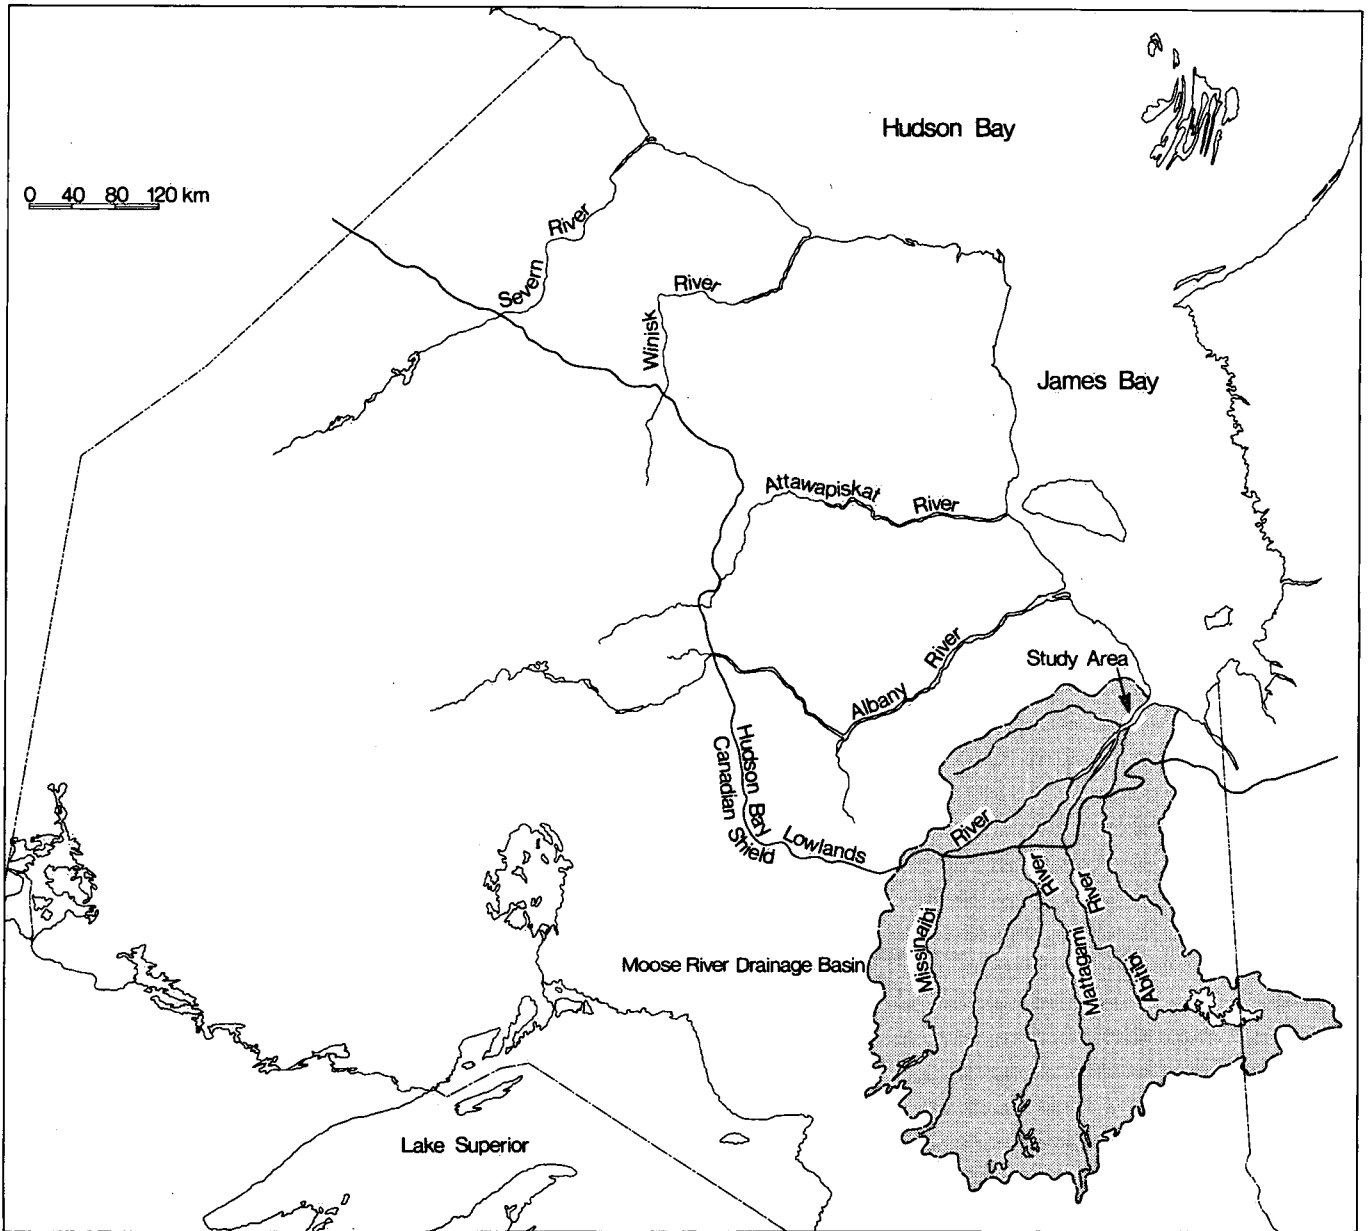 Hudson Bay
0 40 80 120 km
River
Severn
River
Winisk
James Bay
Attawapiskat River
Study Area
River
Albany
Hudson Bay
Canadian Shield
Lowlands
River
River
River
Missinaibi
Mattagami
Abitibi
Moose River Drainage Basin
Lake Superior